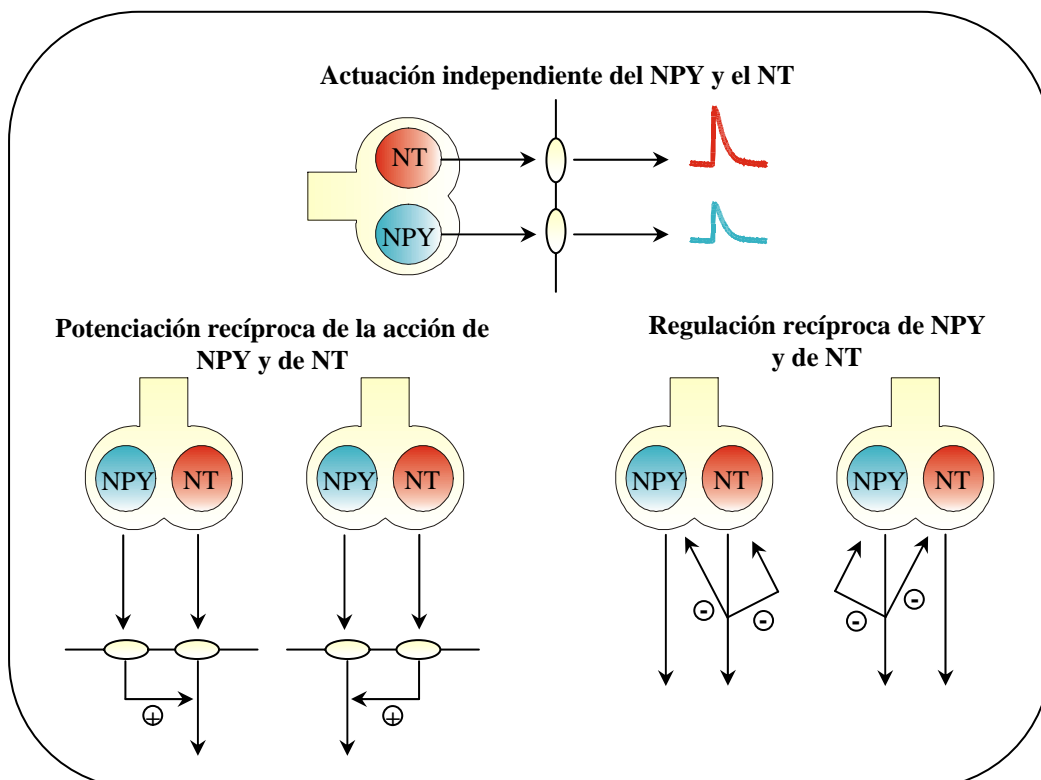 Actuación independiente del NPY y el NT
NT
NPY
Potenciación recíproca de la acción de
NPY y de NT
Regulación recíproca de NPY
y de NT
NPY NT
NPY NT
NPY NT
NPY NT
- -
- -
+
+